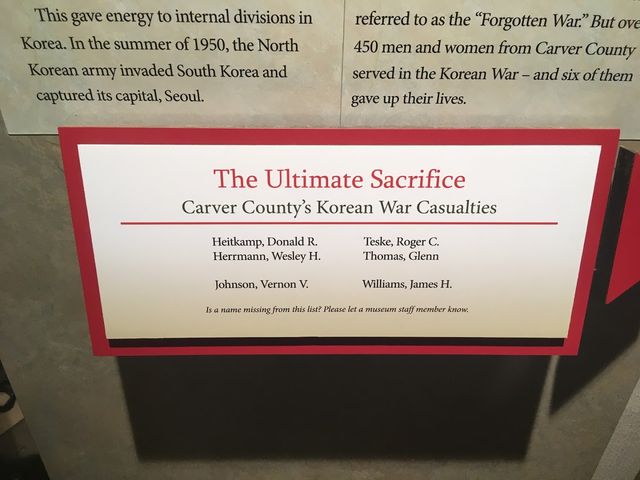 This gave energy to internal divisions in
Korea. In the summer of 1950, the North
Korean army invaded South Korea and
captured its capital, Seoul.
referred to as the “Forgotten War.” But ove
450 men and women from Carver County
served in the Korean War – and six of them
gave up their lives.
The Ultimate Sacrifice
Carver County’s Korean War Casualties
Heitkamp, Donald R.
Herrmann, Wesley H.
Johnson, Vernon V.
Teske, Roger C.
Thomas, Glenn
Williams, James H.
Is a name missing from this list? Please let a museum staff member know.